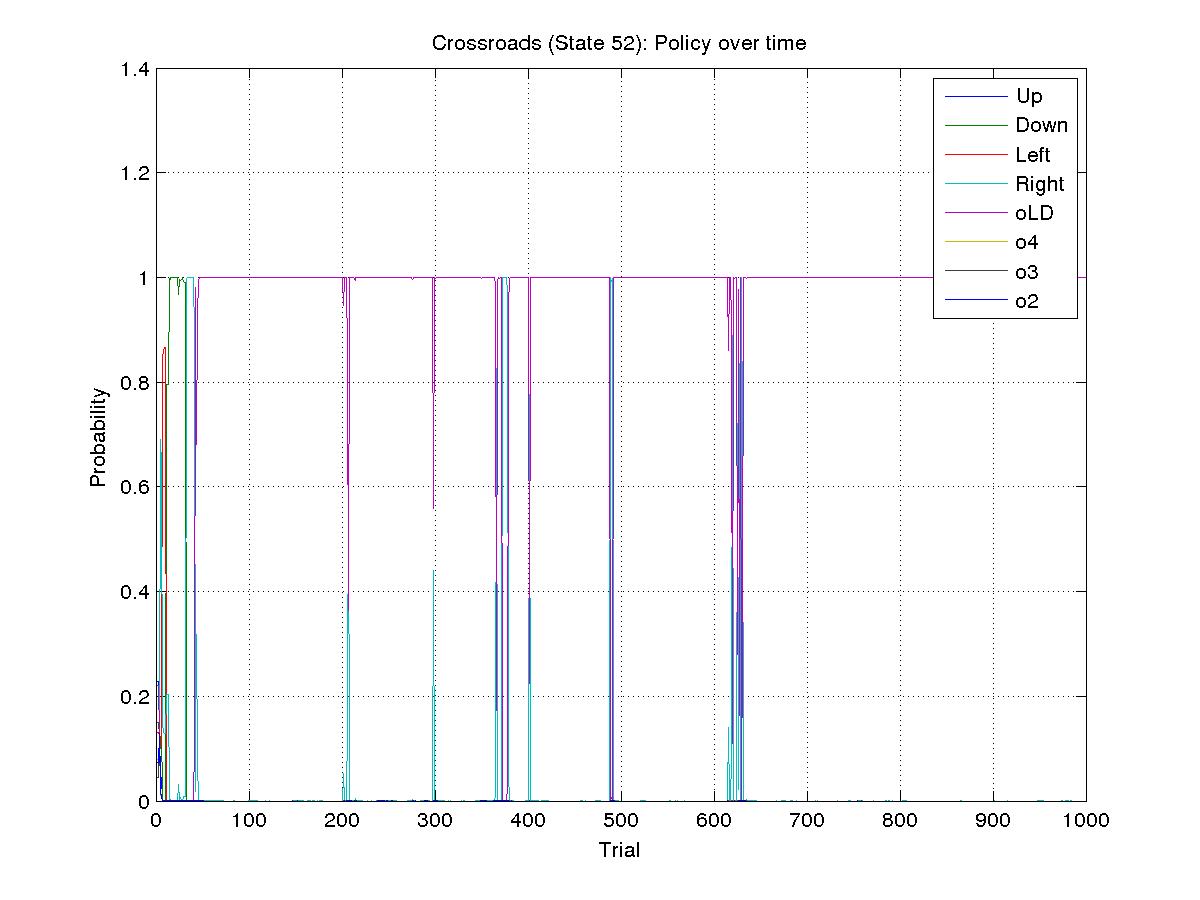 Crossroads (State 52): Policy over time
1.4
1.2
1
0.8
0.6
0.4
0.2
0
Probability
0 100 200 300 400 500 600 700 800 900 1000
Trial
Up
Down
Left
Right
oLD
o4
o3
o2